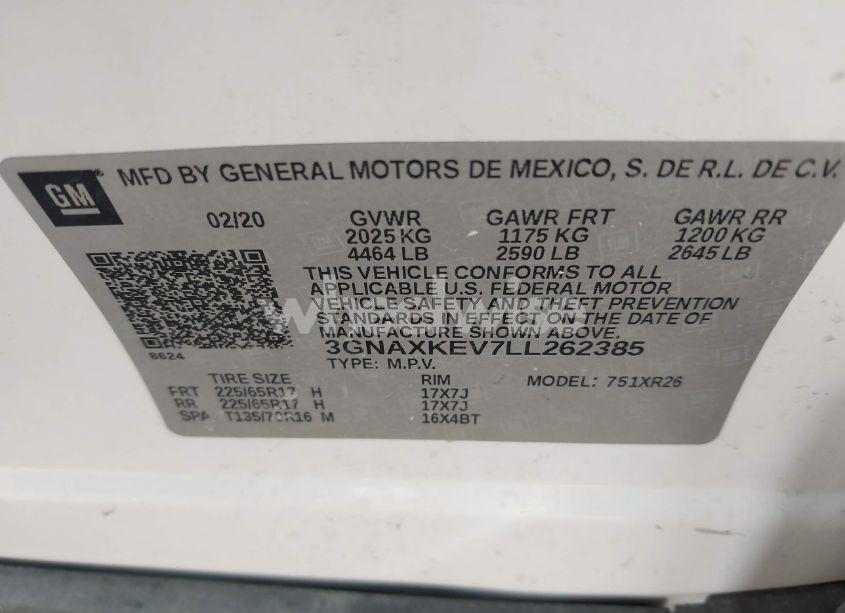 GM
MFD BY GENERAL MOTORS DE MEXICO, S. DE R.L. DE C.V.
02/20 GVWR GAWR FRT GAWR RR
2025 KG 1175 KG 1200 KG
4464 LB 2590 LB 2645 LB
THIS VEHICLE CONFORMS TO ALL
APPLICABLE U.S. FEDERAL MOTOR
VEHICLE SAFETY AND THEFT PREVENTION
STANDARDS IN EFFECT ON THE DATE OF
MANUFACTURE SHOWN ABOVE.
8624 3GNAXKEV7LL262385
TYPE: M.P.V.
TIRE SIZE RIM MODEL: 751XR26
FRT 225/65R17 H 17X7J
RR 225/65R17 H 17X7J
SPA T135/70R16 M 16X4BT